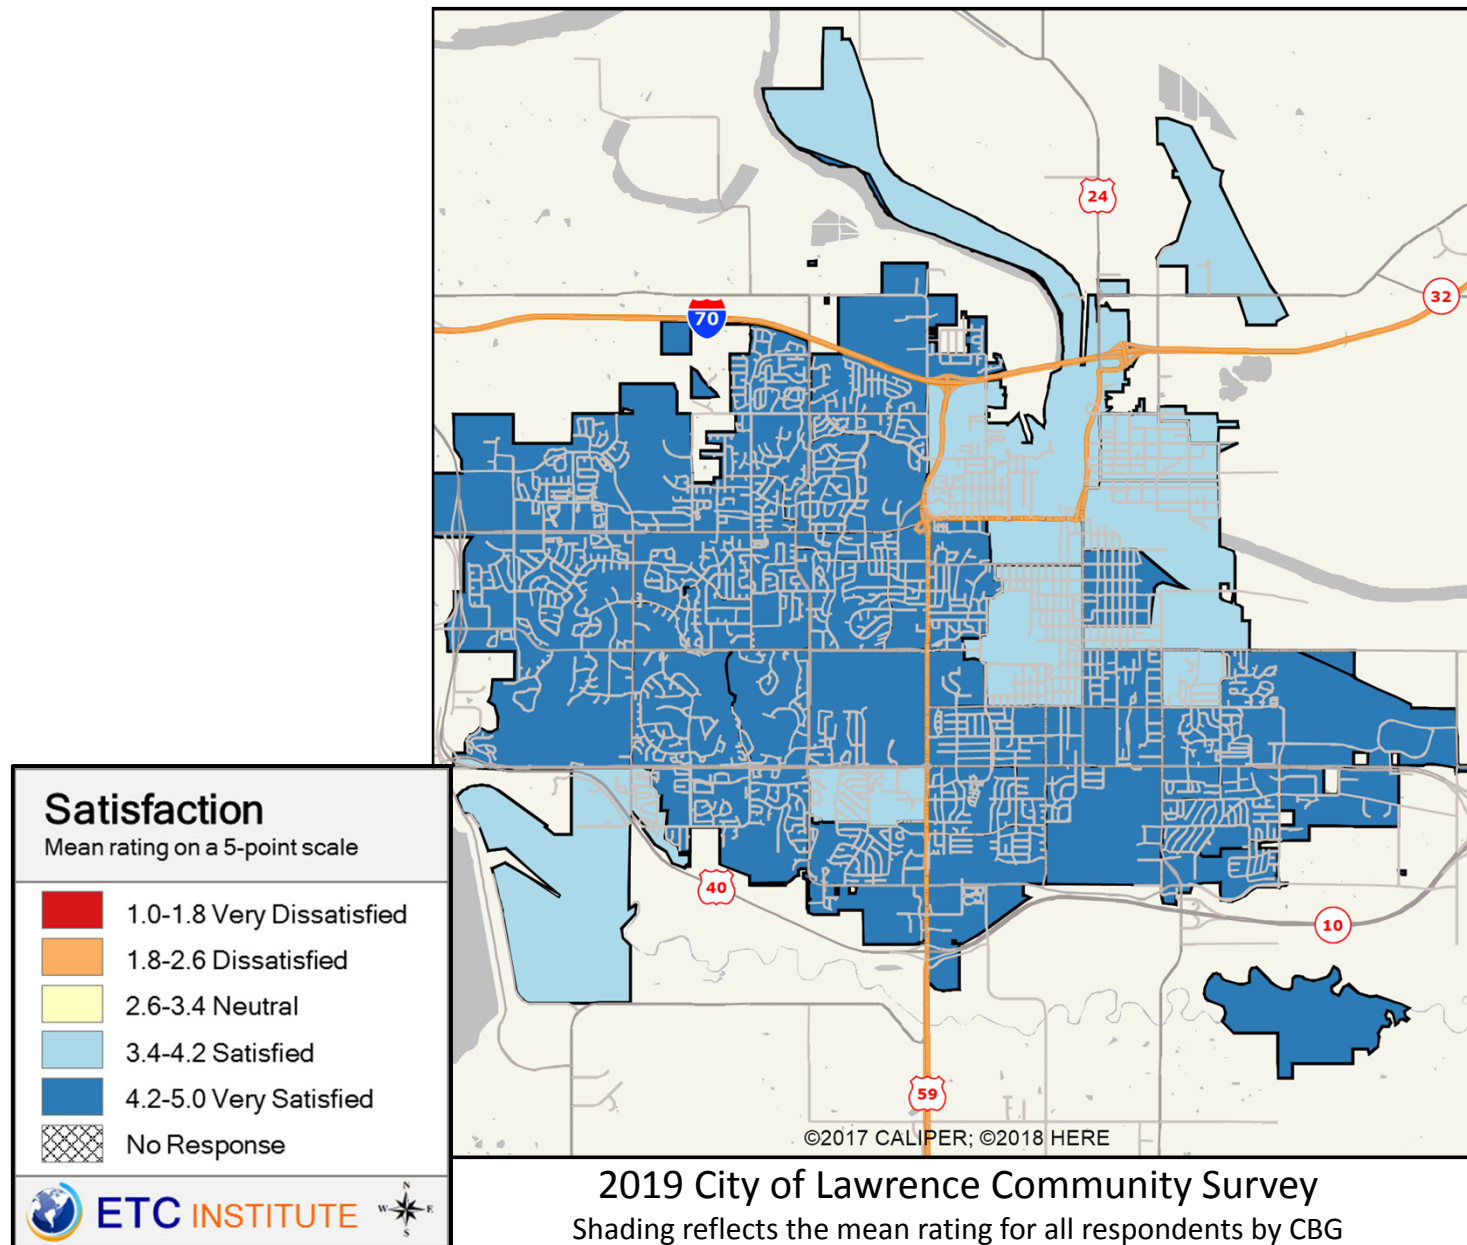 24
32
70
40
10
59
©2017 CALIPER; ©2018 HERE
Satisfaction
Mean rating on a 5-point scale
1.0-1.8 Very Dissatisfied
1.8-2.6 Dissatisfied
2.6-3.4 Neutral
3.4-4.2 Satisfied
4.2-5.0 Very Satisfied
No Response
ETC INSTITUTE
N
W E
S
2019 City of Lawrence Community Survey
Shading reflects the mean rating for all respondents by CBG